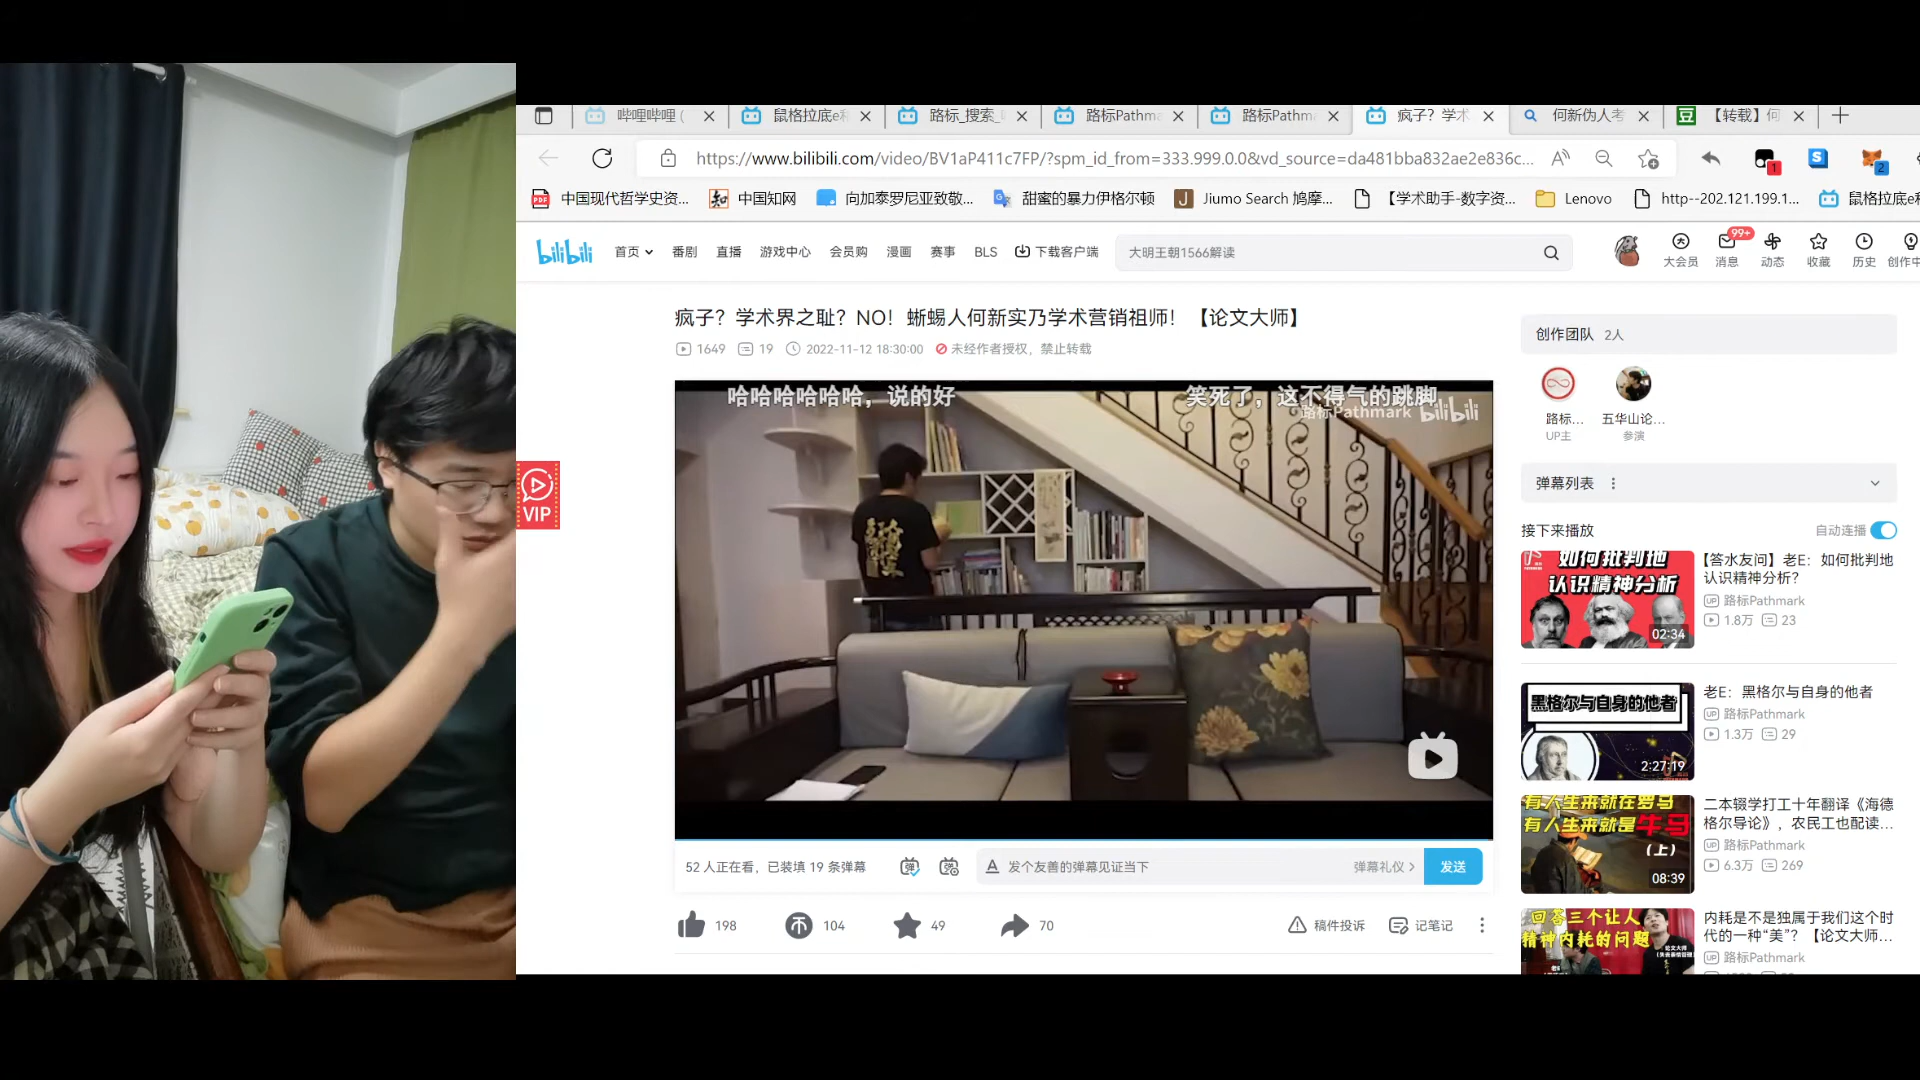 哔哩哔哩 (
鼠格拉底e和
路标_搜索_
路标Pathma
路标Pathm
疯子？学术
何新伪人考
【转载】何
https://www.bilibili.com/video/BV1aP411c7FP/?spm_id_from=333.999.0.0&vd_source=da481bba832ae2e836c...
中国现代哲学史资...
中国知网
向加泰罗尼亚致敬...
甜蜜的暴力伊格尔顿
Jiumo Search 鸠摩...
【学术助手-数字资...
Lenovo
http--202.121.199.1...
鼠格拉底e和
bilibili
首页
番剧
直播
游戏中心
会员购
漫画
赛事
BLS
下载客户端
大明王朝1566解读
大会员
99+
消息
动态
收藏
历史
创作中
疯子？学术界之耻？NO！蜥蜴人何新实乃学术营销祖师！【论文大师】
1649
19
2022-11-12 18:30:00
未经作者授权，禁止转载
哈哈哈哈哈哈，说的好
笑死了，这不得气的跳脚
路标Pathmark bilibili
VIP
52 人正在看，已装填 19 条弹幕
发个友善的弹幕见证当下
弹幕礼仪 >
发送
198
104
49
70
稿件投诉
记笔记
创作团队 2人
路标...
UP主
五华山论...
参演
弹幕列表
接下来播放
自动连播
如何批判地
认识精神分析
02:34
【答水友问】老E：如何批判地
认识精神分析？
路标Pathmark
1.8万 23
黑格尔与自身的他者
2:27:19
老E：黑格尔与自身的他者
路标Pathmark
1.3万 29
有人生来就在罗马
有人生来就是牛马
(上)
08:39
二本辍学打工十年翻译《海德
格尔导论》，农民工也配读...
路标Pathmark
6.3万 269
回答三个让人
精神内耗的问题
论文大师
内耗是不是独属于我们这个时
代的一种“美”？【论文大师...
路标Pathmark